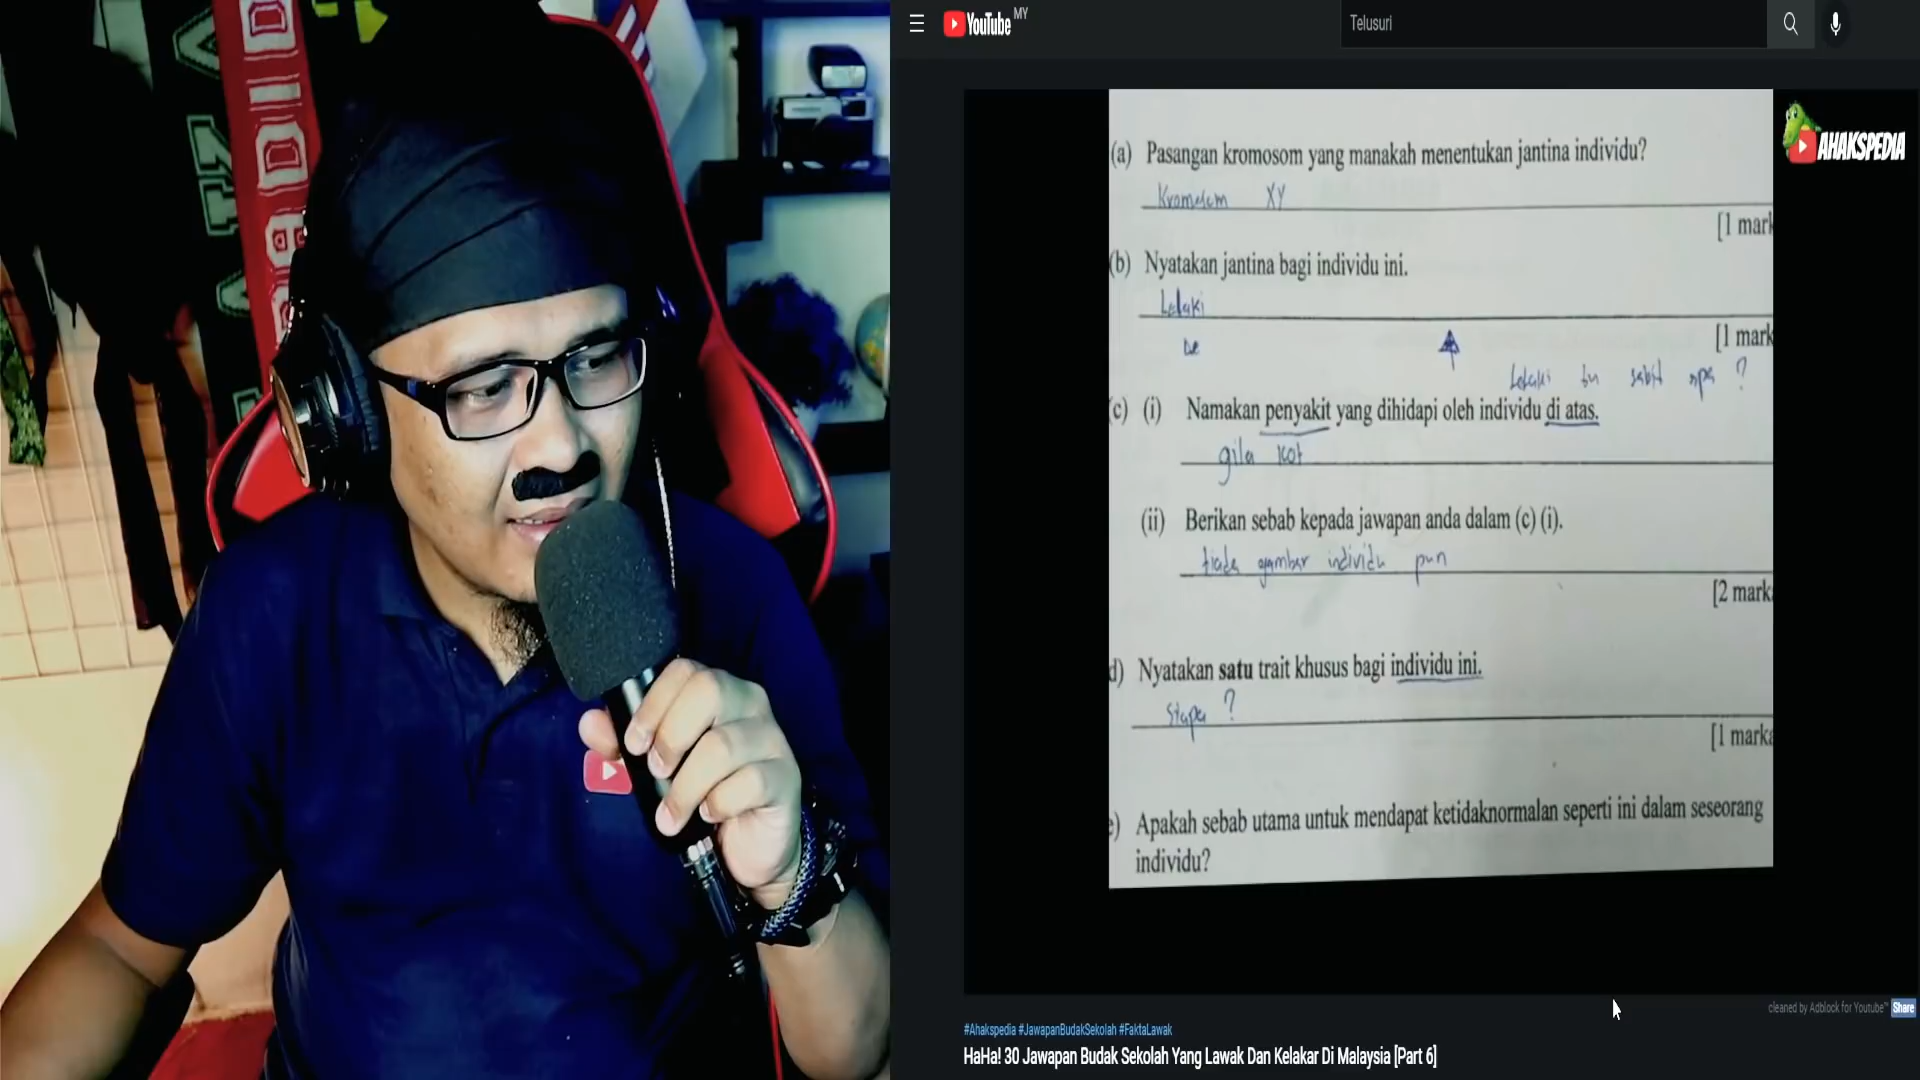 YouTube MY
Telusuri
AHAKSPEDIA
(a) Pasangan kromosom yang manakah menentukan jantina individu?
Kromosom XY
[1 mark
(b) Nyatakan jantina bagi individu ini.
Lelaki
[1 mark
Lelaki tu sakit apa ?
(c) (i) Namakan penyakit yang dihidapi oleh individu di atas.
gila kot
(ii) Berikan sebab kepada jawapan anda dalam (c) (i).
tiada gambar individu pun
[2 marka
d) Nyatakan satu trait khusus bagi individu ini.
Siapa ?
[1 marka
e) Apakah sebab utama untuk mendapat ketidaknormalan seperti ini dalam seseorang
individu?
cleaned by Adblock for Youtube™ Share
#Ahakspedia #JawapanBudakSekolah #FaktaLawak
HaHa! 30 Jawapan Budak Sekolah Yang Lawak Dan Kelakar Di Malaysia [Part 6]